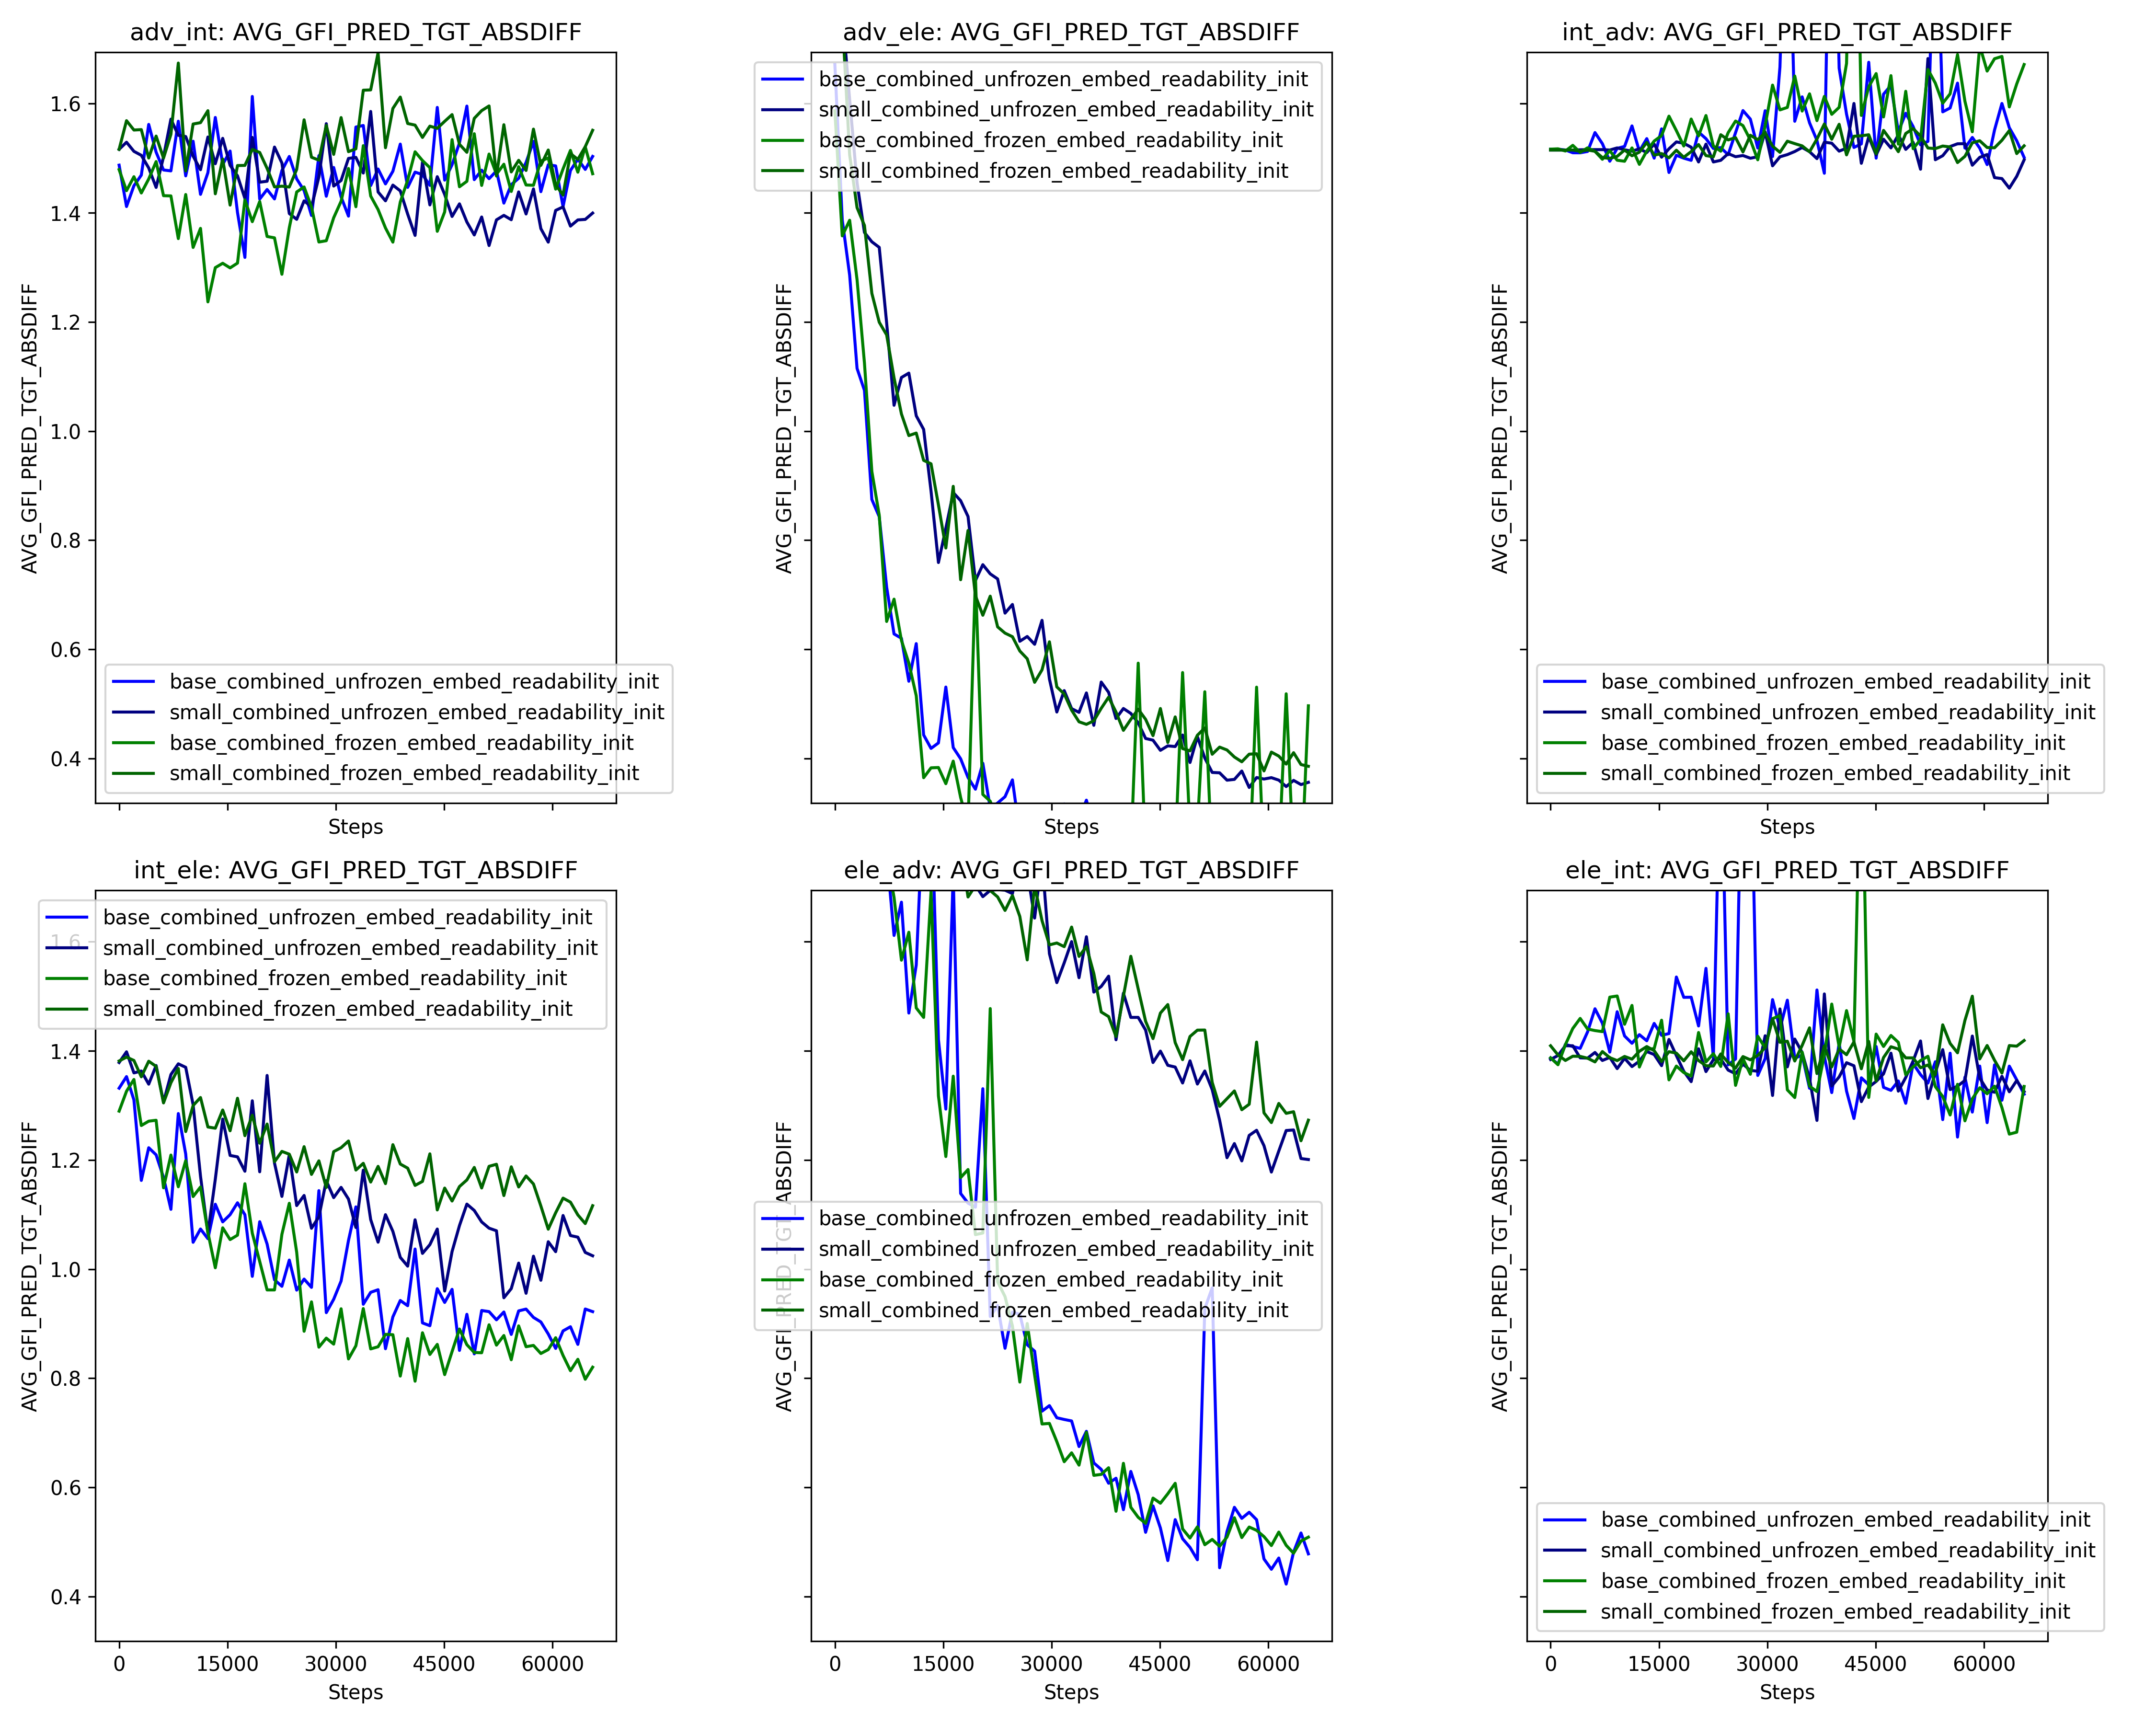 adv_int: AVG_GFI_PRED_TGT_ABSDIFF
AVG_GFI_PRED_TGT_ABSDIFF
1.6
1.4
1.2
1.0
0.8
0.6
0.4
base_combined_unfrozen_embed_readability_init
small_combined_unfrozen_embed_readability_init
base_combined_frozen_embed_readability_init
small_combined_frozen_embed_readability_init
Steps
adv_ele: AVG_GFI_PRED_TGT_ABSDIFF
AVG_GFI_PRED_TGT_ABSDIFF
base_combined_unfrozen_embed_readability_init
small_combined_unfrozen_embed_readability_init
base_combined_frozen_embed_readability_init
small_combined_frozen_embed_readability_init
Steps
int_adv: AVG_GFI_PRED_TGT_ABSDIFF
AVG_GFI_PRED_TGT_ABSDIFF
base_combined_unfrozen_embed_readability_init
small_combined_unfrozen_embed_readability_init
base_combined_frozen_embed_readability_init
small_combined_frozen_embed_readability_init
Steps
int_ele: AVG_GFI_PRED_TGT_ABSDIFF
AVG_GFI_PRED_TGT_ABSDIFF
base_combined_unfrozen_embed_readability_init
small_combined_unfrozen_embed_readability_init
base_combined_frozen_embed_readability_init
small_combined_frozen_embed_readability_init
1.6
1.4
1.2
1.0
0.8
0.6
0.4
0 15000 30000 45000 60000
Steps
ele_adv: AVG_GFI_PRED_TGT_ABSDIFF
AVG_GFI_PRED_TGT_ABSDIFF
base_combined_unfrozen_embed_readability_init
small_combined_unfrozen_embed_readability_init
base_combined_frozen_embed_readability_init
small_combined_frozen_embed_readability_init
0 15000 30000 45000 60000
Steps
ele_int: AVG_GFI_PRED_TGT_ABSDIFF
AVG_GFI_PRED_TGT_ABSDIFF
base_combined_unfrozen_embed_readability_init
small_combined_unfrozen_embed_readability_init
base_combined_frozen_embed_readability_init
small_combined_frozen_embed_readability_init
0 15000 30000 45000 60000
Steps